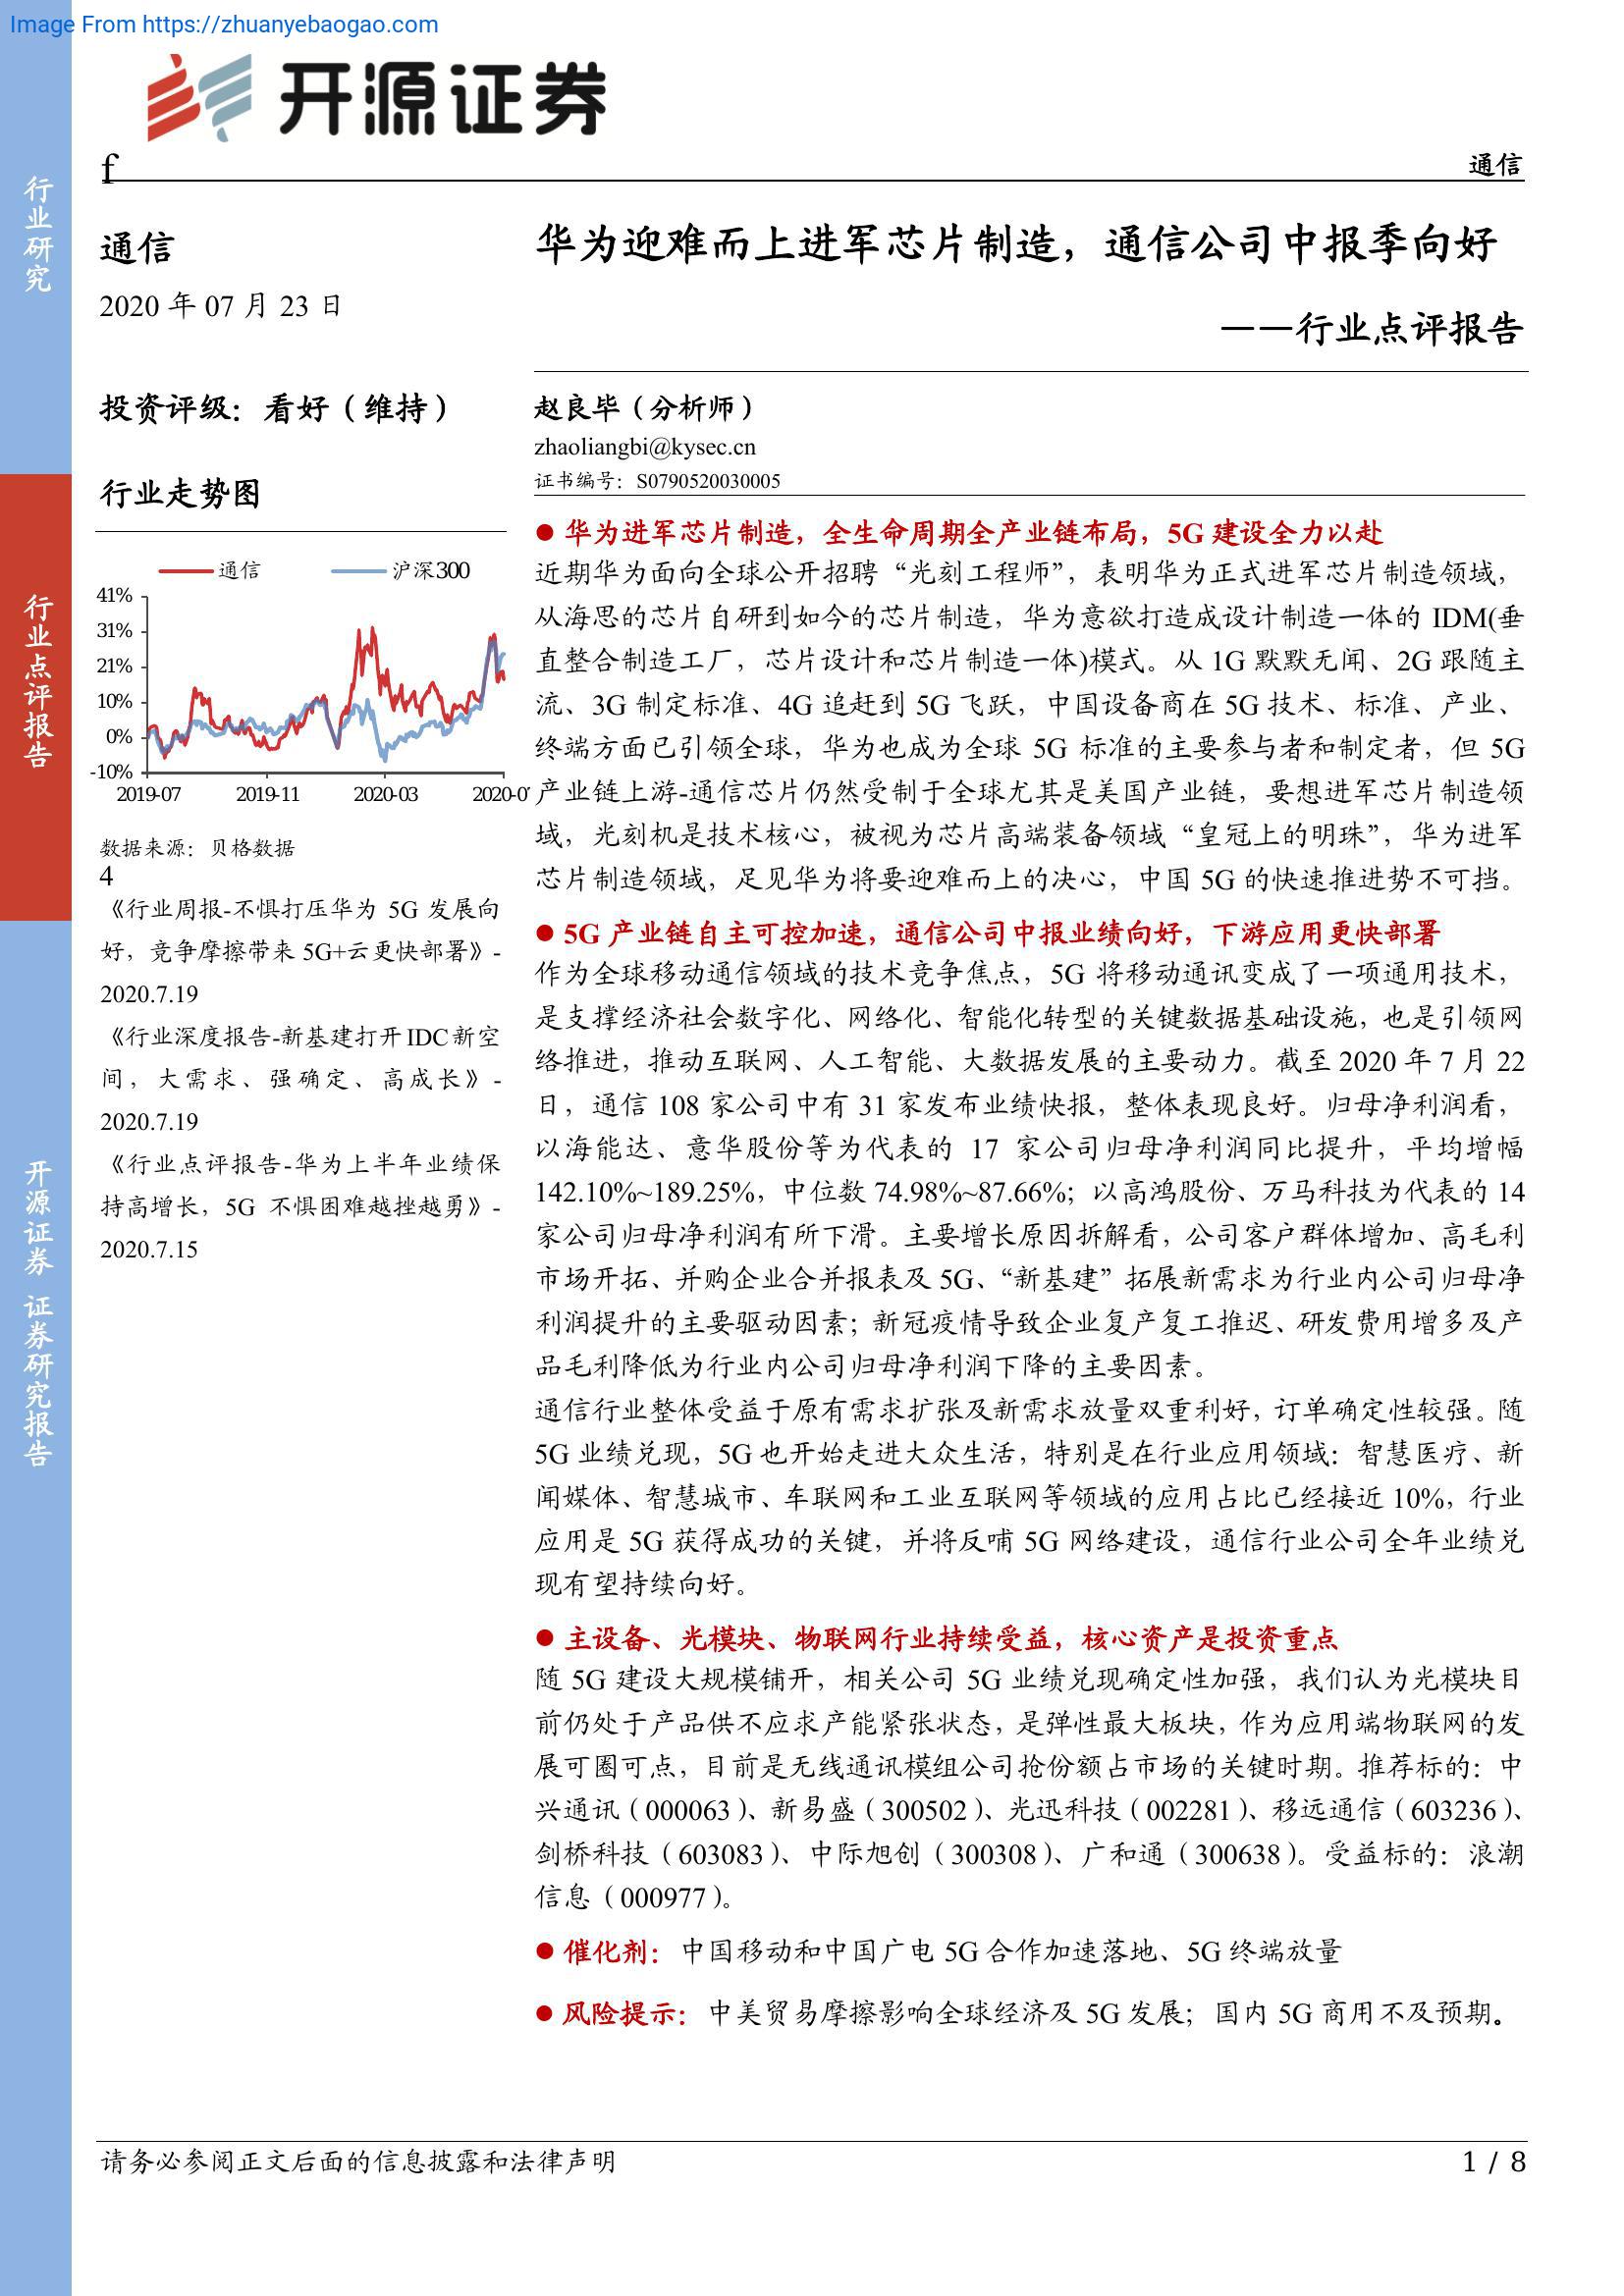 Image From https://zhuanyebaogao.com
开源证券
f
通信
行业研究
行业点评报告
开源证券 证券研究报告
通信
2020 年 07 月 23 日
投资评级：看好（维持）
行业走势图
通信 沪深300
41%
31%
21%
10%
0%
-10%
2019-07 2019-11 2020-03 2020-0
数据来源：贝格数据
4
《行业周报-不惧打压华为 5G 发展向
好，竞争摩擦带来 5G+云更快部署》-
2020.7.19
《行业深度报告-新基建打开 IDC 新空
间，大需求、强确定、高成长》-
2020.7.19
《行业点评报告-华为上半年业绩保
持高增长，5G 不惧困难越挫越勇》-
2020.7.15
华为迎难而上进军芯片制造，通信公司中报季向好
——行业点评报告
赵良毕（分析师）
zhaoliangbi@kysec.cn
证书编号：S0790520030005
● 华为进军芯片制造，全生命周期全产业链布局，5G 建设全力以赴
近期华为面向全球公开招聘“光刻工程师”，表明华为正式进军芯片制造领域，
从海思的芯片自研到如今的芯片制造，华为意欲打造成设计制造一体的 IDM(垂
直整合制造工厂，芯片设计和芯片制造一体)模式。从 1G 默默无闻、2G 跟随主
流、3G 制定标准、4G 追赶到 5G 飞跃，中国设备商在 5G 技术、标准、产业、
终端方面已引领全球，华为也成为全球 5G 标准的主要参与者和制定者，但 5G
产业链上游-通信芯片仍然受制于全球尤其是美国产业链，要想进军芯片制造领
域，光刻机是技术核心，被视为芯片高端装备领域“皇冠上的明珠”，华为进军
芯片制造领域，足见华为将要迎难而上的决心，中国 5G 的快速推进势不可挡。
● 5G 产业链自主可控加速，通信公司中报业绩向好，下游应用更快部署
作为全球移动通信领域的技术竞争焦点，5G 将移动通讯变成了一项通用技术，
是支撑经济社会数字化、网络化、智能化转型的关键数据基础设施，也是引领网
络推进，推动互联网、人工智能、大数据发展的主要动力。截至 2020 年 7 月 22
日，通信 108 家公司中有 31 家发布业绩快报，整体表现良好。归母净利润看，
以海能达、意华股份等为代表的 17 家公司归母净利润同比提升，平均增幅
142.10%~189.25%，中位数 74.98%~87.66%；以高鸿股份、万马科技为代表的 14
家公司归母净利润有所下滑。主要增长原因拆解看，公司客户群体增加、高毛利
市场开拓、并购企业合并报表及 5G、“新基建”拓展新需求为行业内公司归母净
利润提升的主要驱动因素；新冠疫情导致企业复产复工推迟、研发费用增多及产
品毛利降低为行业内公司归母净利润下降的主要因素。
通信行业整体受益于原有需求扩张及新需求放量双重利好，订单确定性较强。随
5G 业绩兑现，5G 也开始走进大众生活，特别是在行业应用领域：智慧医疗、新
闻媒体、智慧城市、车联网和工业互联网等领域的应用占比已经接近 10%，行业
应用是 5G 获得成功的关键，并将反哺 5G 网络建设，通信行业公司全年业绩兑
现有望持续向好。
● 主设备、光模块、物联网行业持续受益，核心资产是投资重点
随 5G 建设大规模铺开，相关公司 5G 业绩兑现确定性加强，我们认为光模块目
前仍处于产品供不应求产能紧张状态，是弹性最大板块，作为应用端物联网的发
展可圈可点，目前是无线通讯模组公司抢份额占市场的关键时期。推荐标的：中
兴通讯（000063）、新易盛（300502）、光迅科技（002281）、移远通信（603236）、
剑桥科技（603083）、中际旭创（300308）、广和通（300638）。受益标的：浪潮
信息（000977）。
● 催化剂：中国移动和中国广电 5G 合作加速落地、5G 终端放量
● 风险提示：中美贸易摩擦影响全球经济及 5G 发展；国内 5G 商用不及预期。
请务必参阅正文后面的信息披露和法律声明
1 / 8